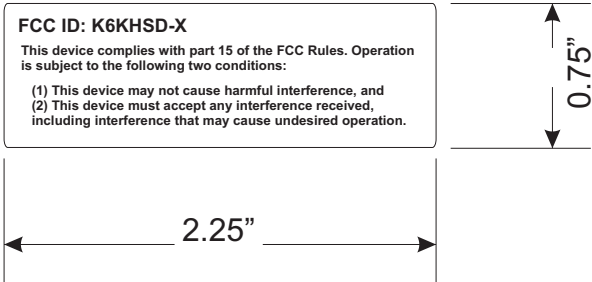 FCC ID: K6KHSD-X
This device complies with part 15 of the FCC Rules. Operation
is subject to the following two conditions:
(1) This device may not cause harmful interference, and
(2) This device must accept any interference received,
including interference that may cause undesired operation.
0.75”
2.25”